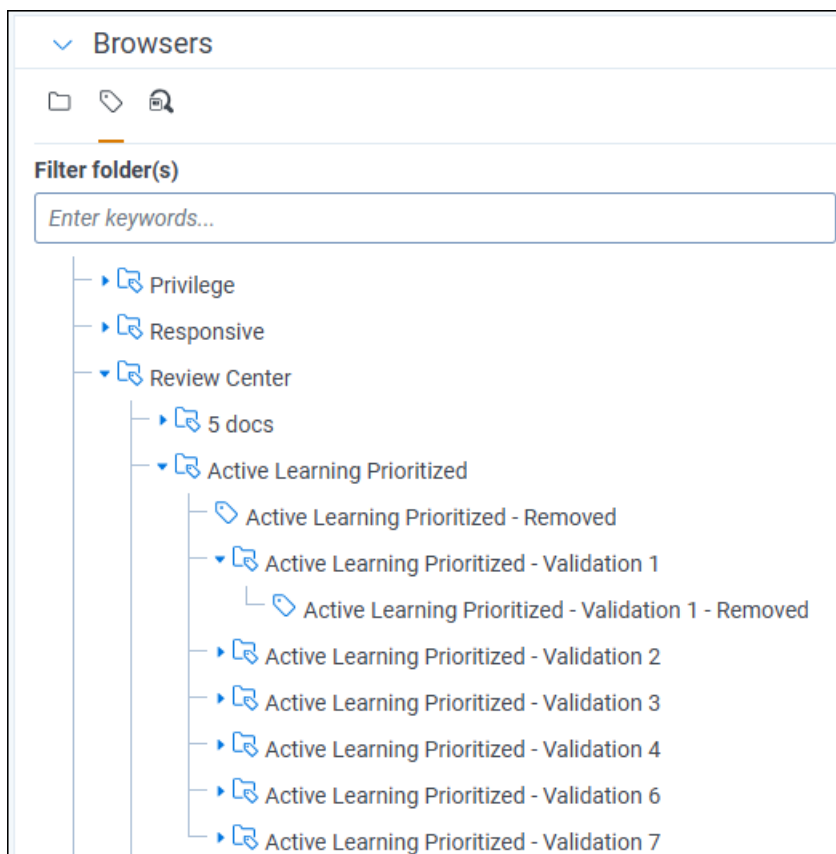 Browsers
Filter folder(s)
Enter keywords...
Privilege
Responsive
Review Center
5 docs
Active Learning Prioritized
Active Learning Prioritized - Removed
Active Learning Prioritized - Validation 1
Active Learning Prioritized - Validation 1 - Removed
Active Learning Prioritized - Validation 2
Active Learning Prioritized - Validation 3
Active Learning Prioritized - Validation 4
Active Learning Prioritized - Validation 6
Active Learning Prioritized - Validation 7